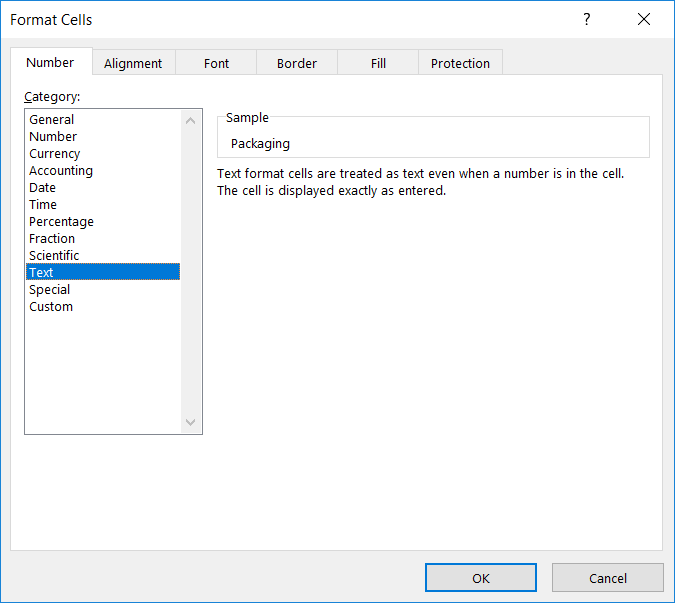 Format Cells
?
Number Alignment Font Border Fill Protection
Category:
General
Number
Currency
Accounting
Date
Time
Percentage
Fraction
Scientific
Text
Special
Custom
Sample
Packaging
Text format cells are treated as text even when a number is in the cell.
The cell is displayed exactly as entered.
OK Cancel